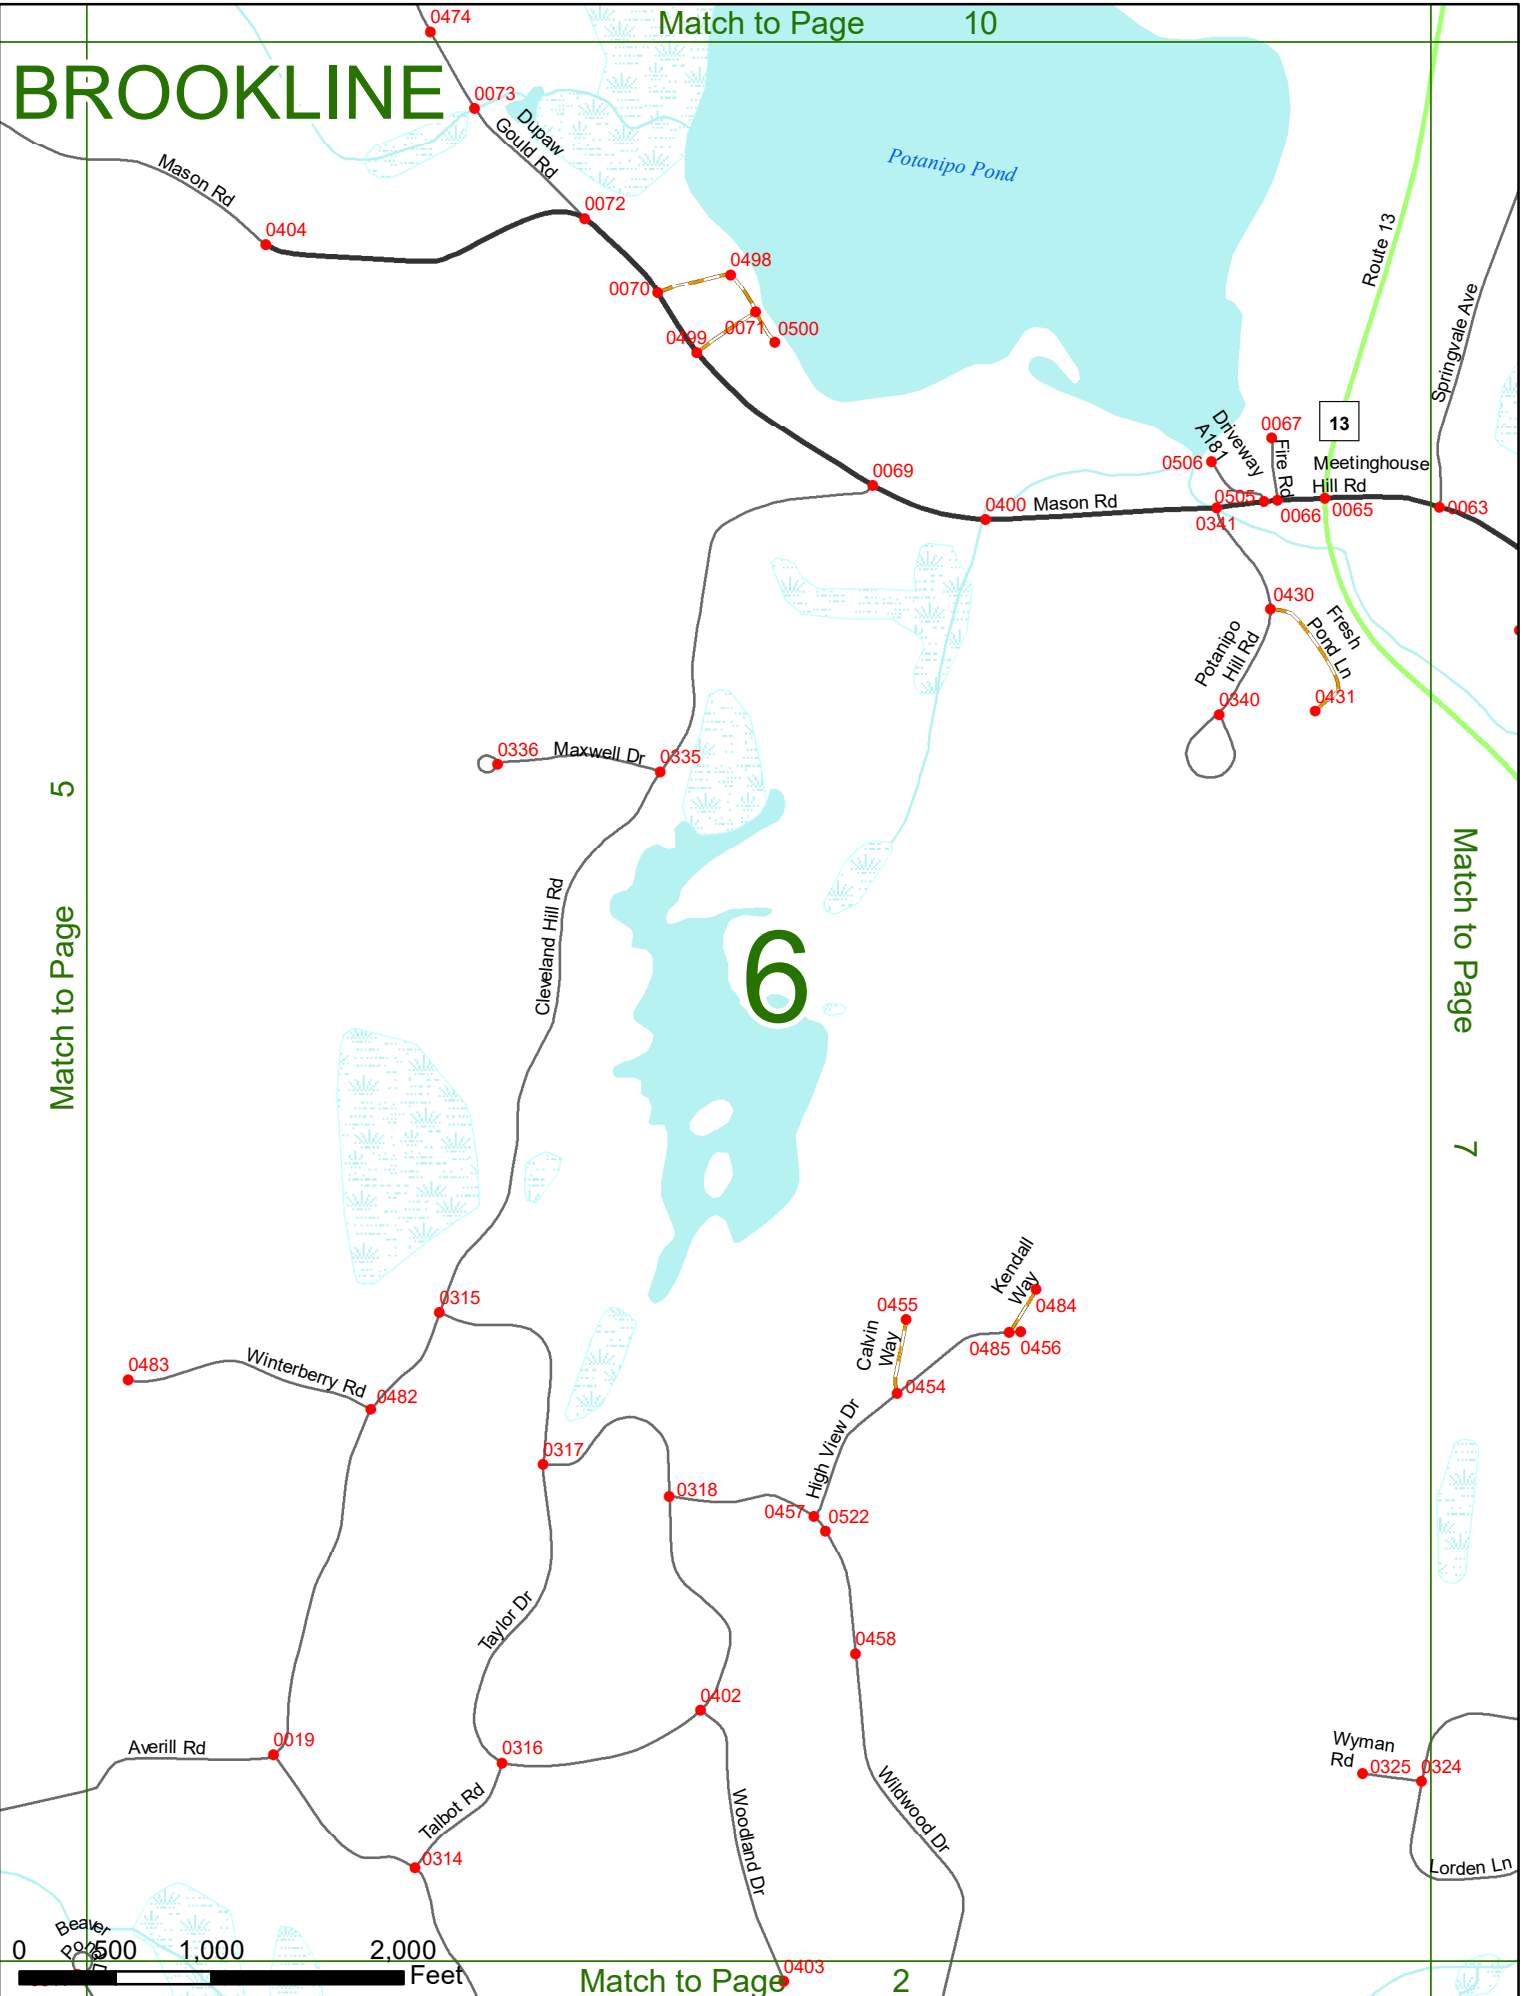 0474
Match to Page 10
BROOKLINE
0073
Dupaw
Gould Rd
Potanipo Pond
Mason Rd
0072
0404
Route 13
0498
0070
Springvale Ave
0071
0500
0499
13
0067
Driveway
A181
Fire Rd
0506
Meetinghouse
Hill Rd
0069
0400
Mason Rd
0505
0066
0065
0063
0341
0430
Fresh
Pond Ln
Potanipo
Hill Rd
0340
0431
0336
Maxwell Dr
0335
Match to Page 5
Match to Page 7
Cleveland Hill Rd
6
Kendall
Way
0315
0455
0484
Calvin
Way
0485
0456
0483
Winterberry Rd
0482
0454
High View Dr
0317
0318
0457
0522
Taylor Dr
0458
0402
0019
Averill Rd
0316
Wyman
Rd
0325
0324
Talbot Rd
Woodland Dr
Wildwood Dr
0314
Lorden Ln
Beaver
0 500 1,000 2,000
Feet
Match to Page 2
0403